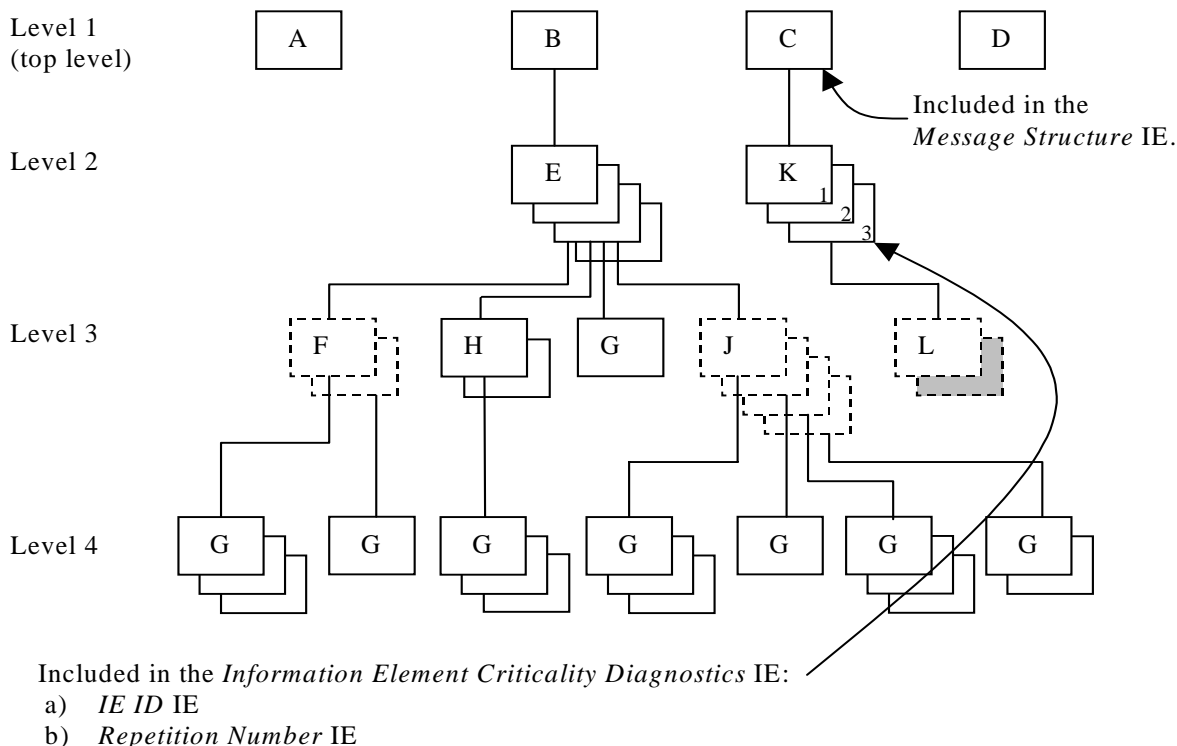 Level 1
(top level)
A
B
C
D
Included in the
Message Structure IE.
Level 2
E
K
1
2
3
Level 3
F
H
G
J
L
Level 4
G
G
G
G
G
G
G
Included in the Information Element Criticality Diagnostics IE:
a) IE ID IE
b) Repetition Number IE